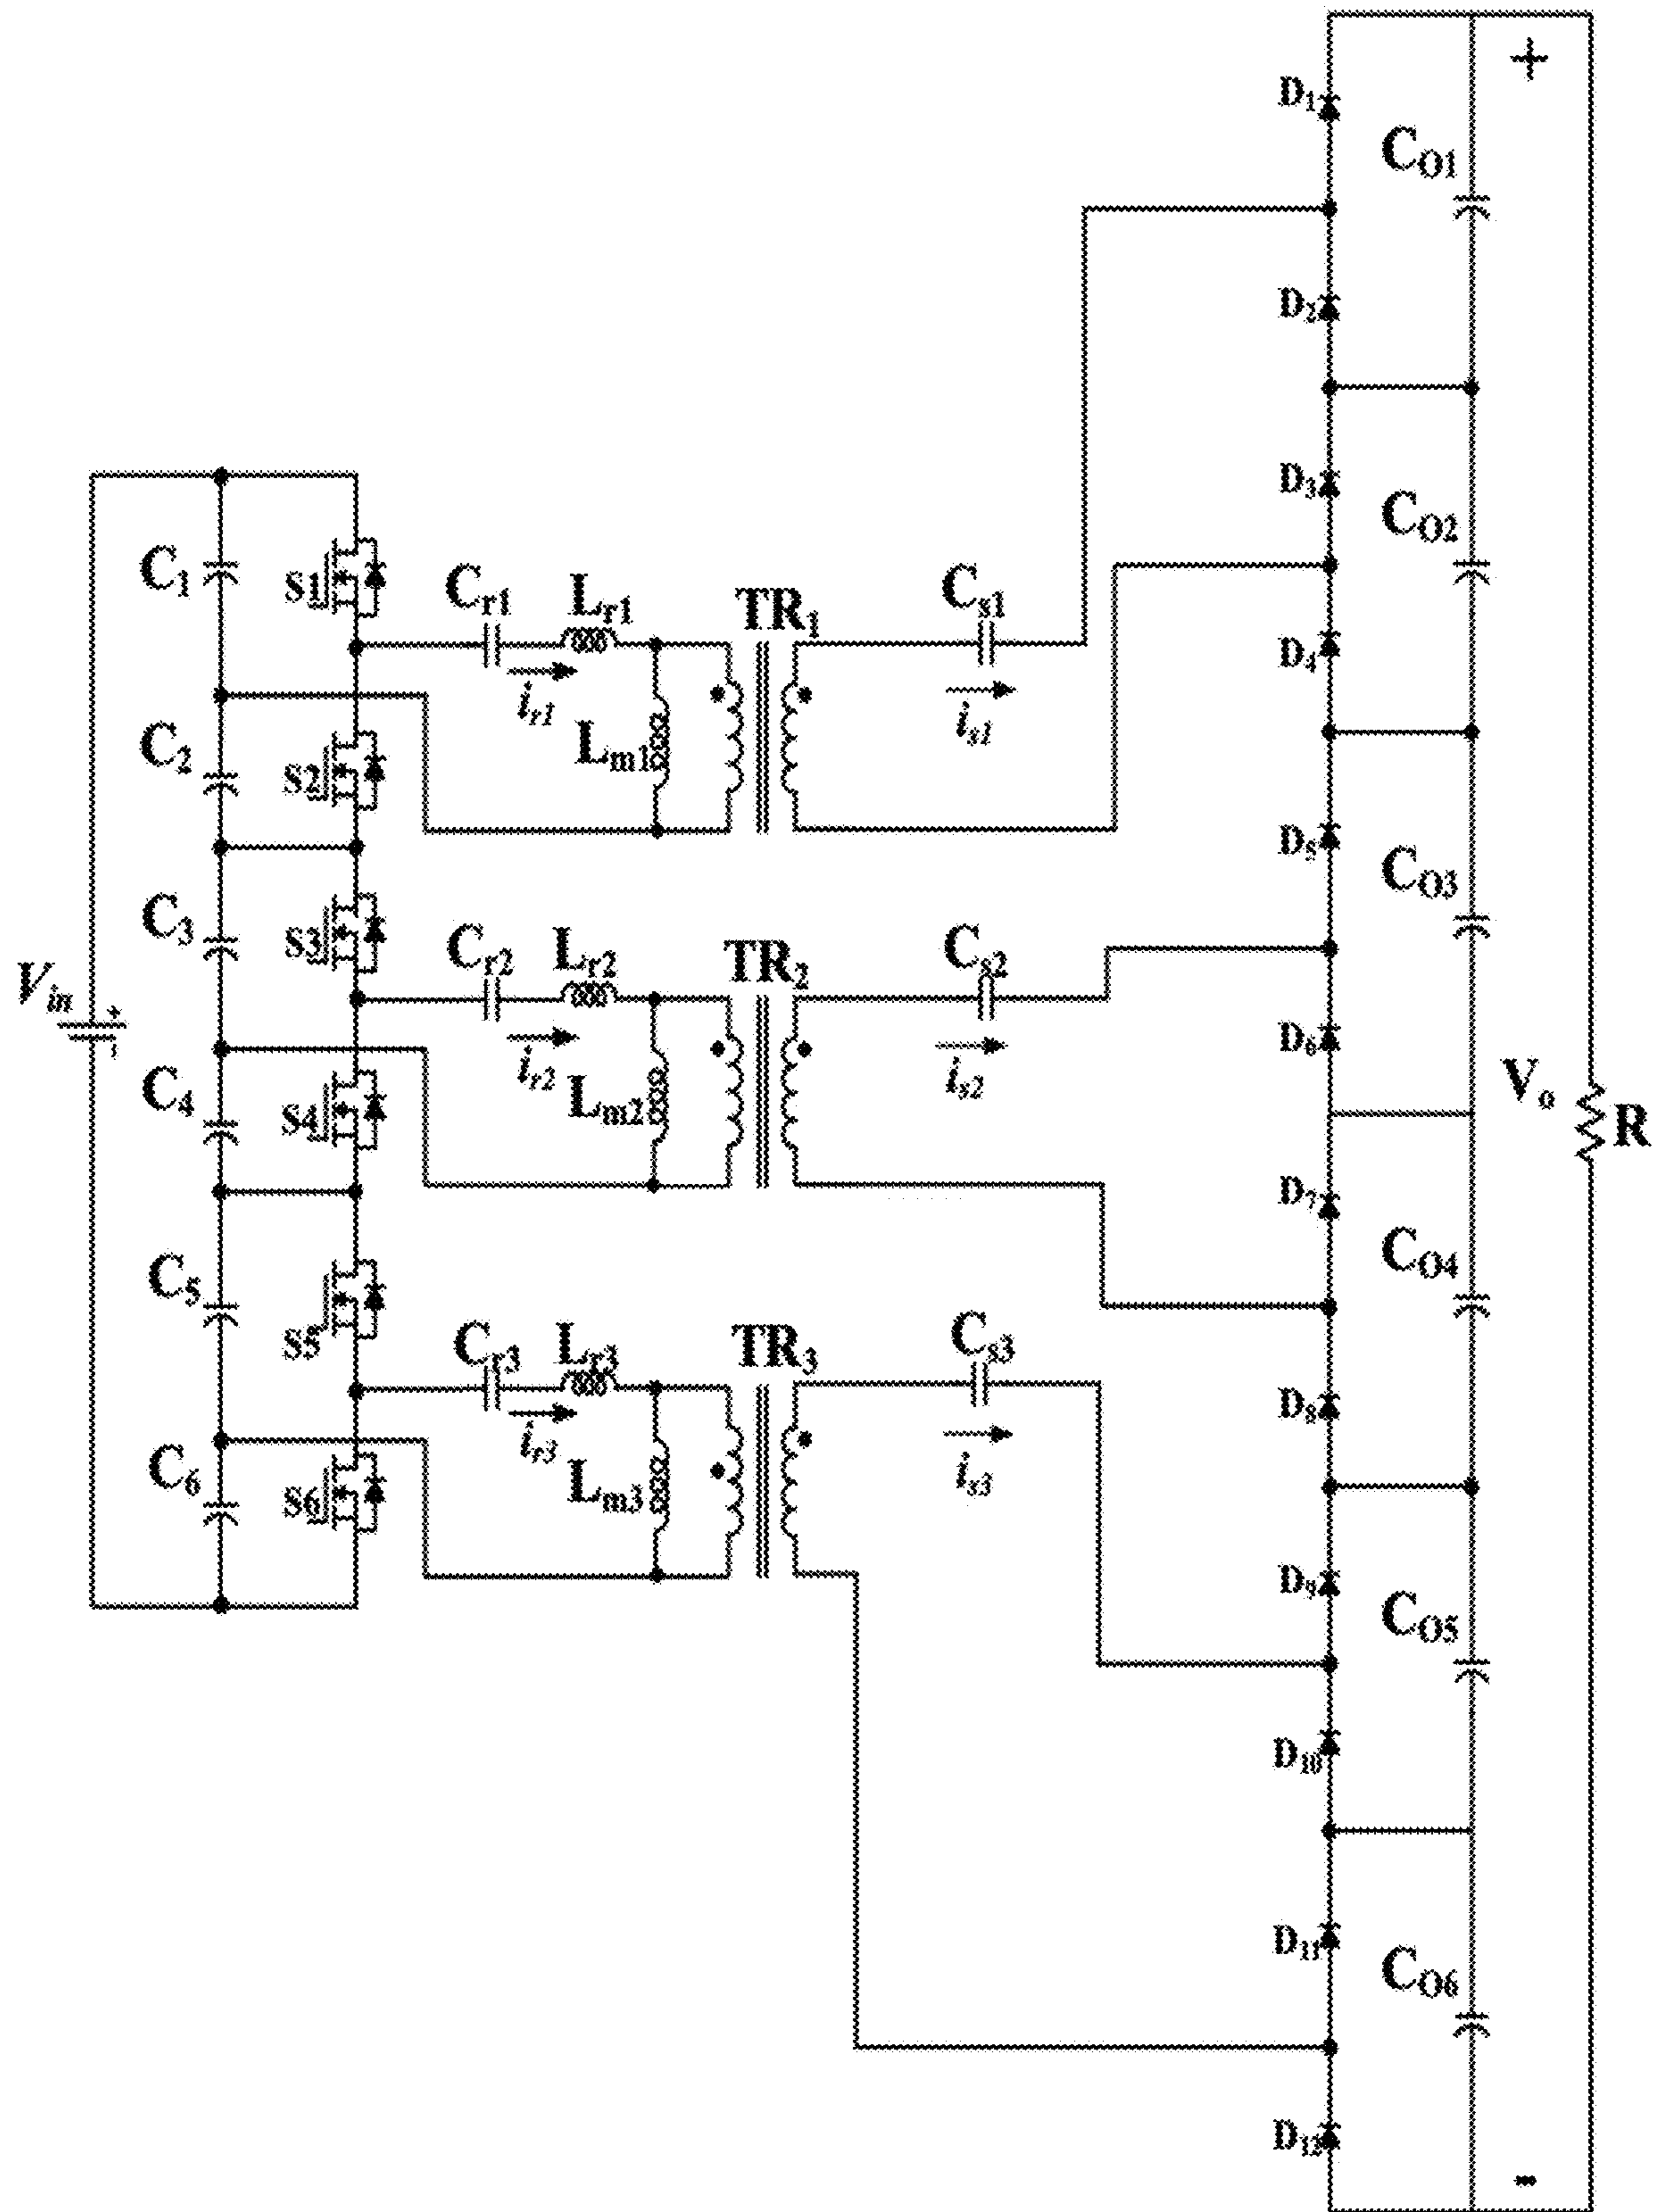 D1
+
CO1
D2
D3
CO2
C1
S1
Cr1
Lr1
TR1
Cs1
D4
ir1
is1
C2
S2
Lm1
D5
CO3
C3
S3
Cr2
Lr2
TR2
Cs2
Vin
+
-
D6
ir2
is2
C4
S4
Lm2
Vo
R
D7
C5
S5
CO4
Cr3
Lr3
TR3
Cs3
D8
ir3
is3
C6
S6
Lm3
D9
CO5
D10
D11
CO6
D12
-